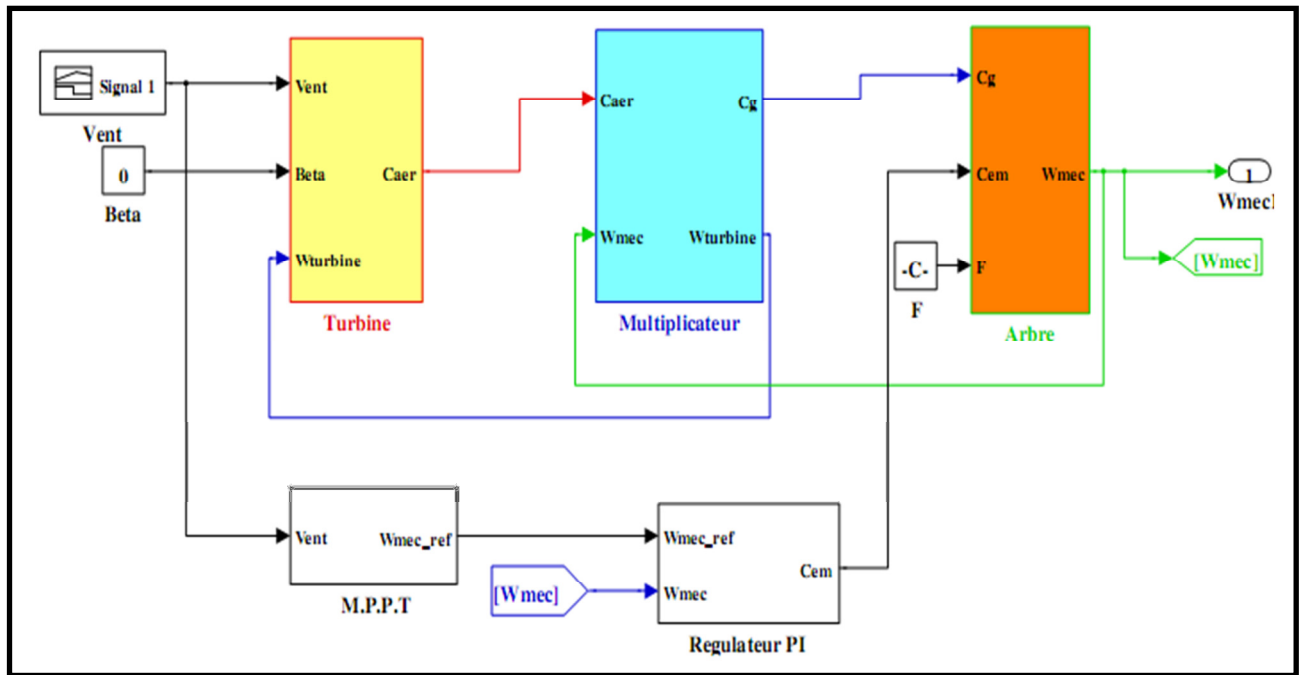 Signal 1
Vent
0
Beta
Vent
Beta
Wturbine
Caer
Turbine
Caer
Wmec
Cg
Wturbine
Multiplicateur
Cg
Cem
F
Wmec
Arbre
-C-
F
1
Wmec1
[Wmec]
Vent
Wmec_ref
M.P.P.T
[Wmec]
Wmec_ref
Wmec
Cem
Regulateur PI